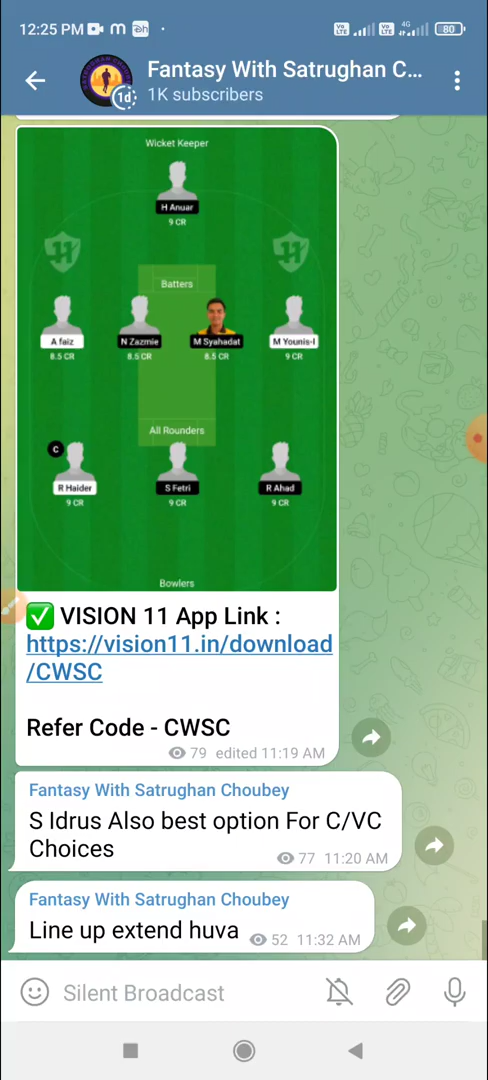 12:25 PM
4G
80
Fantasy With Satrughan C...
1d
1K subscribers
Wicket Keeper
H Anuar
9 CR
Batters
A faiz
N Zazmie
M Syahadat
M Younis-I
8.5 CR
8.5 CR
8.5 CR
9 CR
All Rounders
C
R Haider
S Fetri
R Ahad
9 CR
9 CR
9 CR
Bowlers
✅ VISION 11 App Link :
https://vision11.in/download
/CWSC
Refer Code - CWSC
79 edited 11:19 AM
Fantasy With Satrughan Choubey
S Idrus Also best option For C/VC
Choices
77 11:20 AM
Fantasy With Satrughan Choubey
Line up extend huva
52 11:32 AM
Silent Broadcast